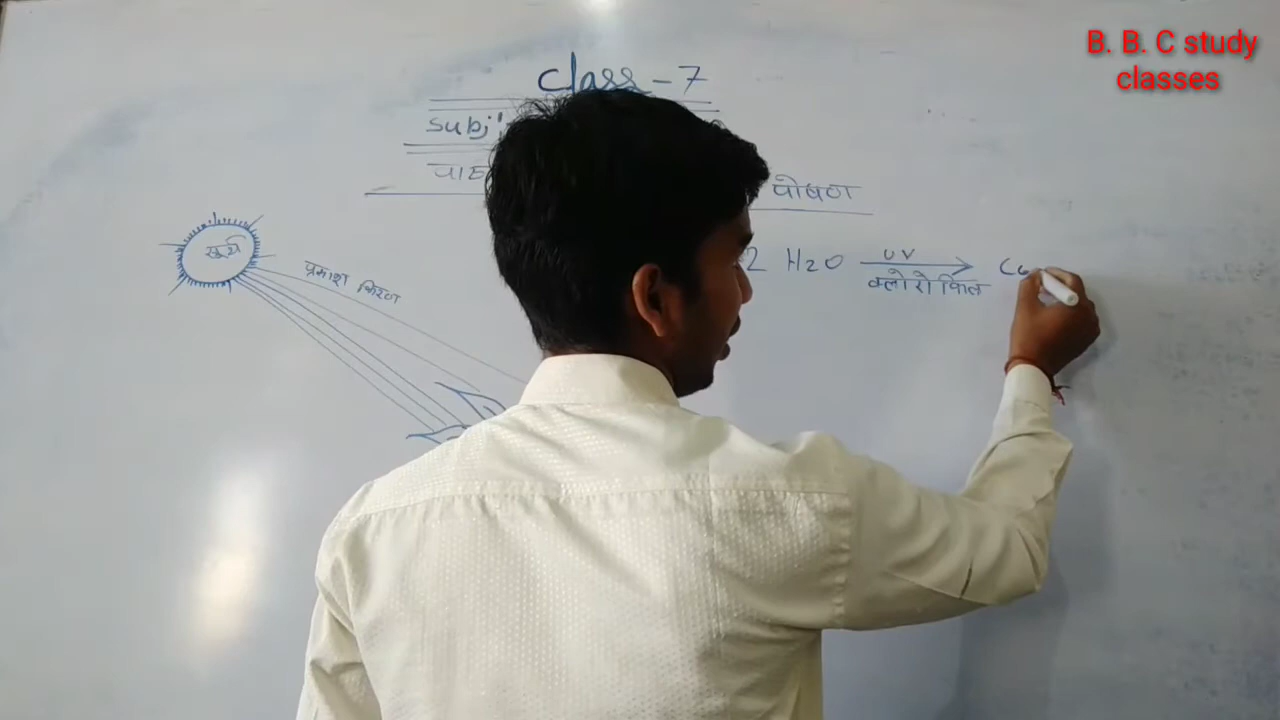 B. B. C study
classes
Class - 7
Subj
पाठ
पोषण
सूर्य
प्रकाश किरण
2 H₂O
UV
क्लोरोफिल
C6